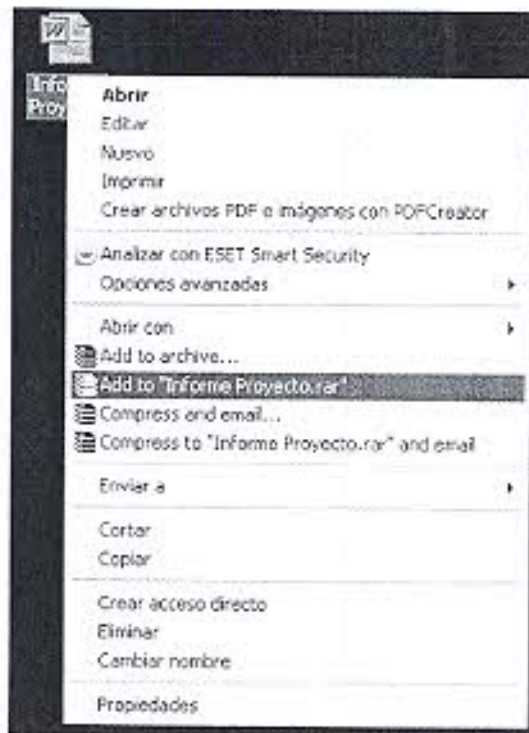 Abrir
Editar
Nuevo
Imprimir
Crear archivos PDF e imágenes con PDFCreator
Analizar con ESET Smart Security
Opciones avanzadas
Abrir con
Add to archive...
Add to "Informe Proyecto.rar"
Compress and email...
Compress to "Informe Proyecto.rar" and email
Enviar a
Cortar
Copiar
Crear acceso directo
Eliminar
Cambiar nombre
Propiedades